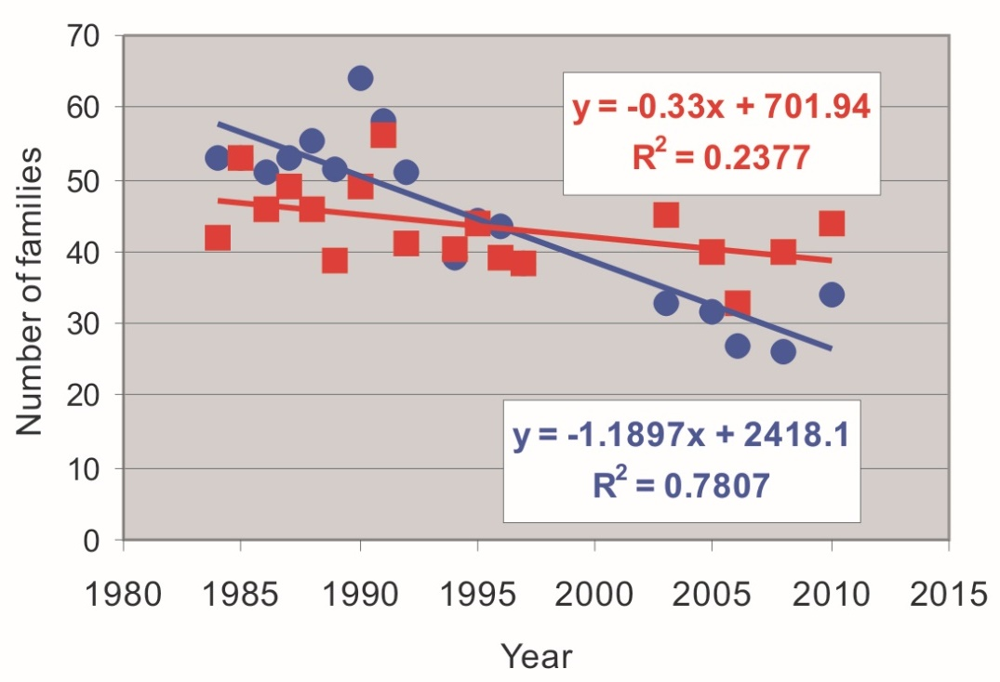 70
60
50
40
30
20
10
0
Number of families
y = -0.33x + 701.94
R² = 0.2377
y = -1.1897x + 2418.1
R² = 0.7807
1980 1985 1990 1995 2000 2005 2010 2015
Year